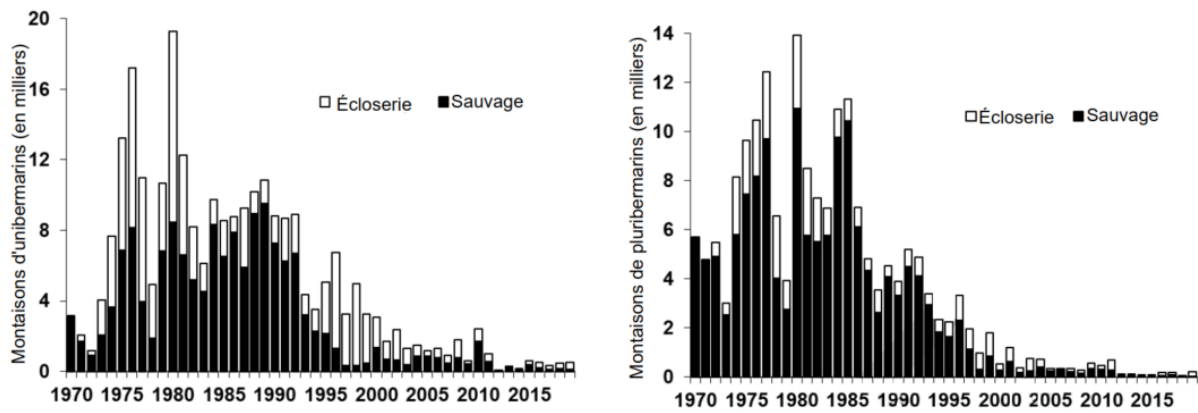 Montaisons d'unibermarins (en milliers)
20
16
12
8
4
0
Écloserie Sauvage
1970 1975 1980 1985 1990 1995 2000 2005 2010 2015
Montaisons de pluribermarins (en milliers)
14
12
10
8
6
4
2
0
Écloserie Sauvage
1970 1975 1980 1985 1990 1995 2000 2005 2010 2015